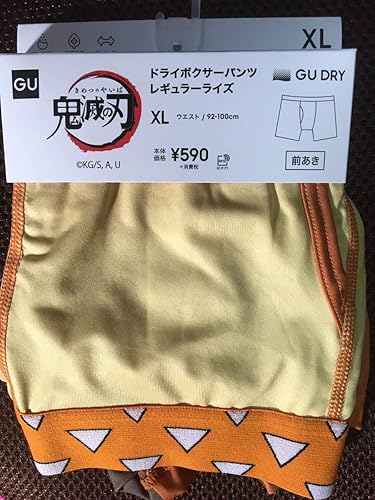 XL
GU
きめつのやいば
鬼滅の刃
©KG/S, A, U
ドライボクサーパンツ
レギュラーライズ
GU DRY
XL ウエスト / 92-100cm
本体
価格 ¥590
+消費税
前あき